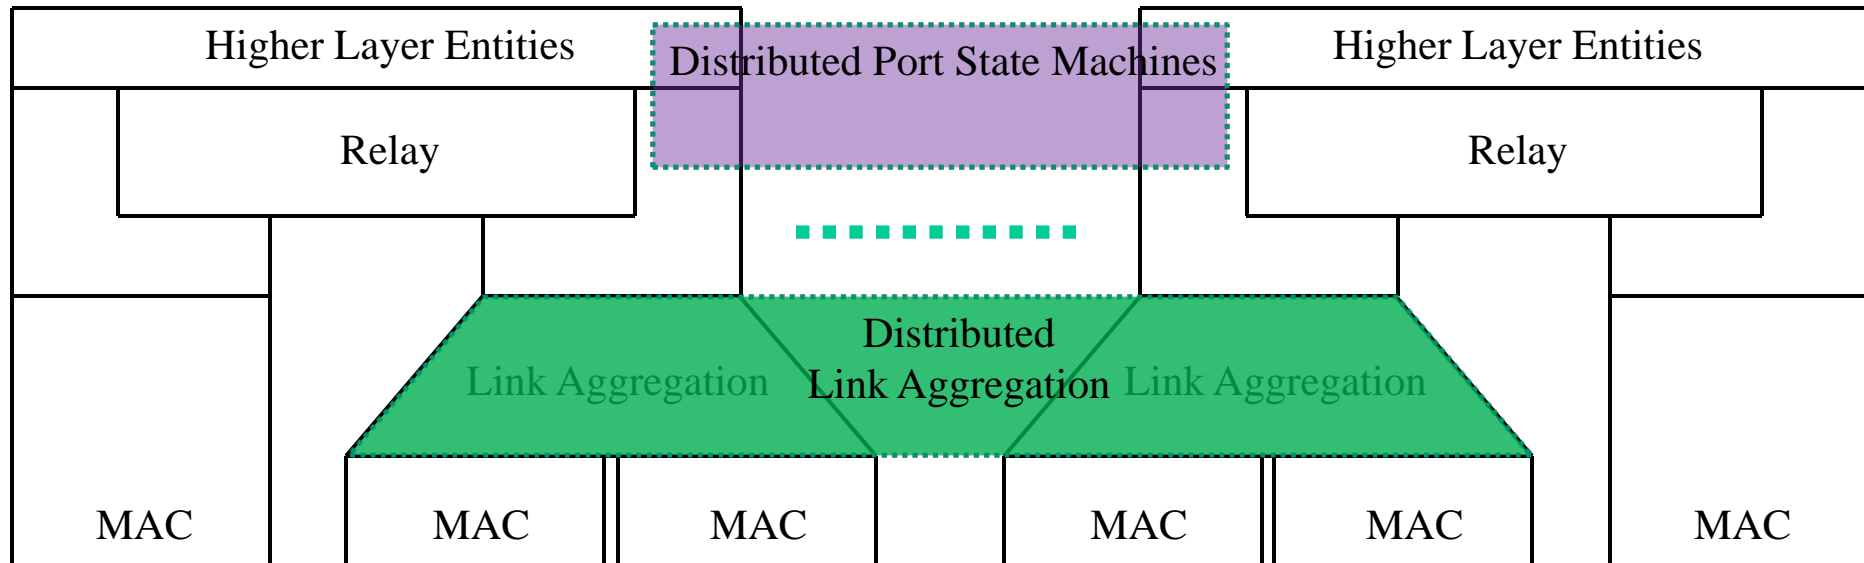 Higher Layer Entities
Distributed Port State Machines
Higher Layer Entities
Relay
Relay
Distributed
Link Aggregation
Link Aggregation
Link Aggregation
MAC
MAC
MAC
MAC
MAC
MAC